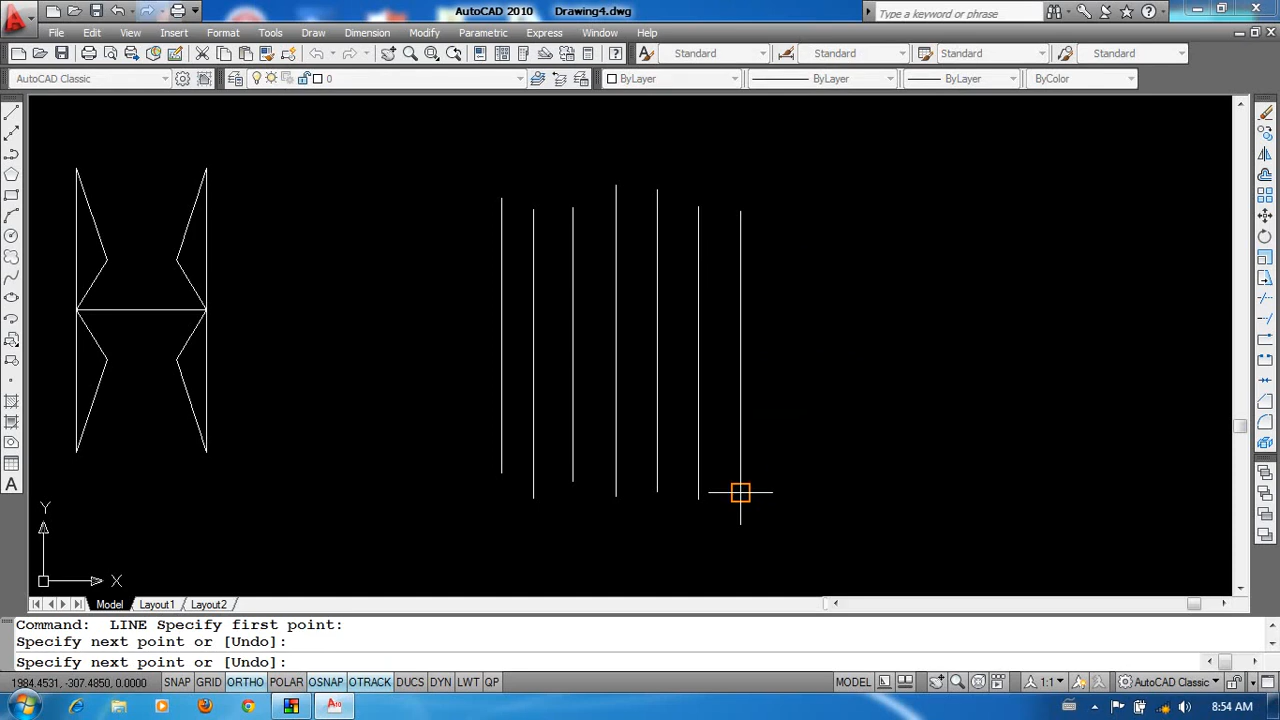 AutoCAD 2010 Drawing4.dwg
Type a keyword or phrase
File Edit View Insert Format Tools Draw Dimension Modify Parametric Express Window Help
Standard Standard Standard Standard
AutoCAD Classic 0 ByLayer ByLayer ByLayer ByColor
A
Y
X
Model Layout1 Layout2
Command:  LINE Specify first point:
Specify next point or [Undo]:
Specify next point or [Undo]:
1984.4531, -307.4850, 0.0000 SNAP GRID ORTHO POLAR OSNAP OTRACK DUCS DYN LWT QP MODEL 1:1 AutoCAD Classic
8:54 AM